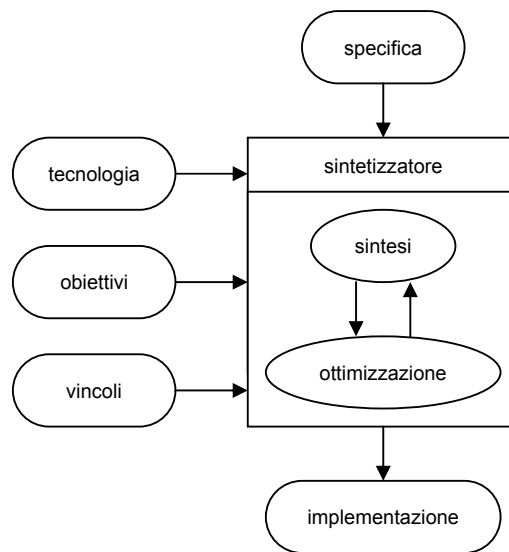 specifica
tecnologia
sintetizzatore
sintesi
obiettivi
ottimizzazione
vincoli
implementazione